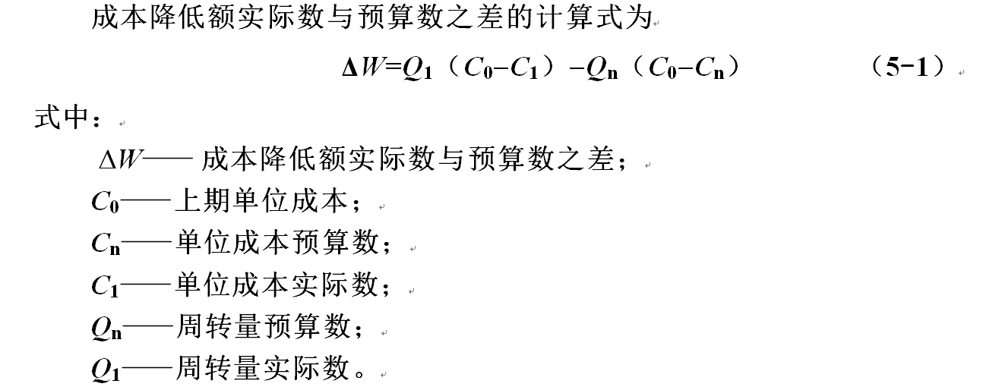 成本降低额实际数与预算数之差的计算式为
ΔW=Q1（C0–C1）–Qn（C0–Cn） （5-1）
式中：
ΔW—— 成本降低额实际数与预算数之差；
C0——上期单位成本；
Cn——单位成本预算数；
C1——单位成本实际数；
Qn——周转量预算数；
Q1——周转量实际数。